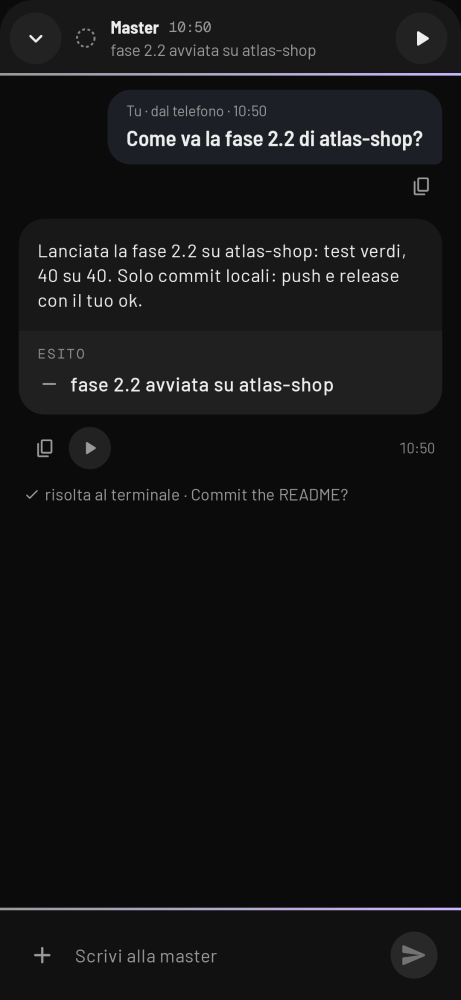 Master 10:50
fase 2.2 avviata su atlas-shop
Tu · dal telefono · 10:50
Come va la fase 2.2 di atlas-shop?
Lanciata la fase 2.2 su atlas-shop: test verdi,
40 su 40. Solo commit locali: push e release
con il tuo ok.
ESITO
— fase 2.2 avviata su atlas-shop
10:50
✓ risolta al terminale · Commit the README?
Scrivi alla master